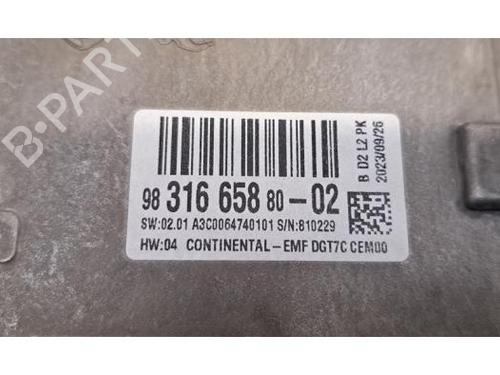 B-PARTS
98 316 658 80-02
SW:02.01 A3C0064740101 S/N:810229
HW:04 CONTINENTAL-EMF DGT7C CEM00
B D2 L2 PK
2023/09/26